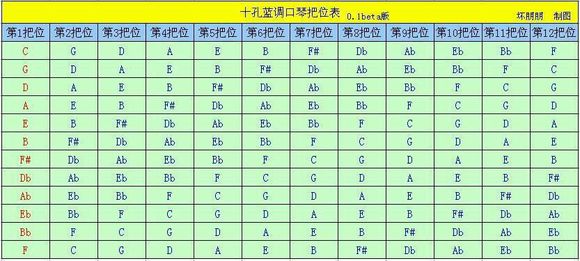 十孔蓝调口琴把位表 0.1beta版 坏朋朋 制图
第1把位 第2把位 第3把位 第4把位 第5把位 第6把位 第7把位 第8把位 第9把位 第10把位 第11把位 第12把位
C G D A E B F# Db Ab Eb Bb F
G D A E B F# Db Ab Eb Bb F C
D A E B F# Db Ab Eb Bb F C G
A E B F# Db Ab Eb Bb F C G D
E B F# Db Ab Eb Bb F C G D A
B F# Db Ab Eb Bb F C G D A E
F# Db Ab Eb Bb F C G D A E B
Db Ab Eb Bb F C G D A E B F#
Ab Eb Bb F C G D A E B F# Db
Eb Bb F C G D A E B F# Db Ab
Bb F C G D A E B F# Db Ab Eb
F C G D A E B F# Db Ab Eb Bb